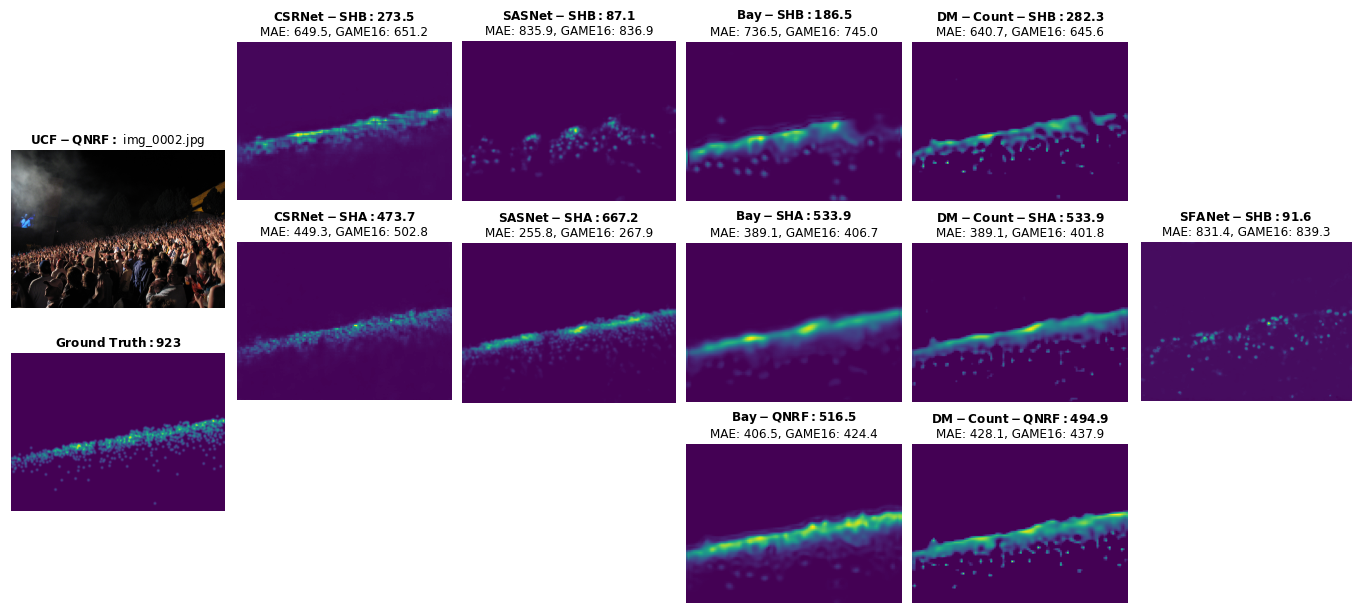 UCF − QNRF : img_0002.jpg
Ground Truth : 923
CSRNet − SHB : 273.5
MAE: 649.5, GAME16: 651.2
SASNet − SHB : 87.1
MAE: 835.9, GAME16: 836.9
Bay − SHB : 186.5
MAE: 736.5, GAME16: 745.0
DM − Count − SHB : 282.3
MAE: 640.7, GAME16: 645.6
CSRNet − SHA : 473.7
MAE: 449.3, GAME16: 502.8
SASNet − SHA : 667.2
MAE: 255.8, GAME16: 267.9
Bay − SHA : 533.9
MAE: 389.1, GAME16: 406.7
DM − Count − SHA : 533.9
MAE: 389.1, GAME16: 401.8
SFANet − SHB : 91.6
MAE: 831.4, GAME16: 839.3
Bay − QNRF : 516.5
MAE: 406.5, GAME16: 424.4
DM − Count − QNRF : 494.9
MAE: 428.1, GAME16: 437.9